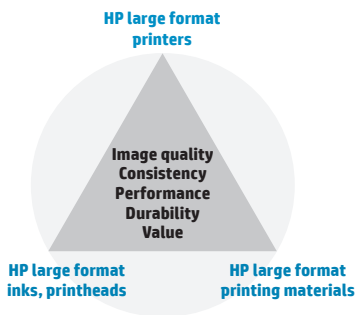 HP large format
printers
Image quality
Consistency
Performance
Durability
Value
HP large format
inks, printheads
HP large format
printing materials